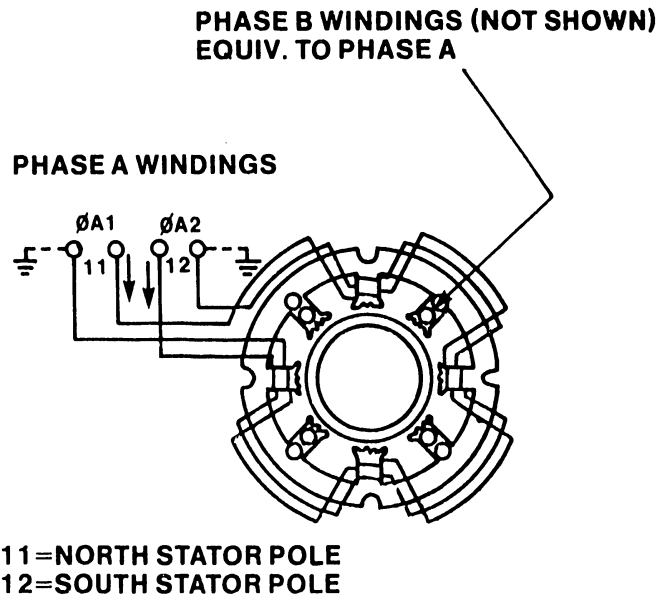 PHASE B WINDINGS (NOT SHOWN)
EQUIV. TO PHASE A
PHASE A WINDINGS
ØA1 ØA2
11 12
11=NORTH STATOR POLE
12=SOUTH STATOR POLE